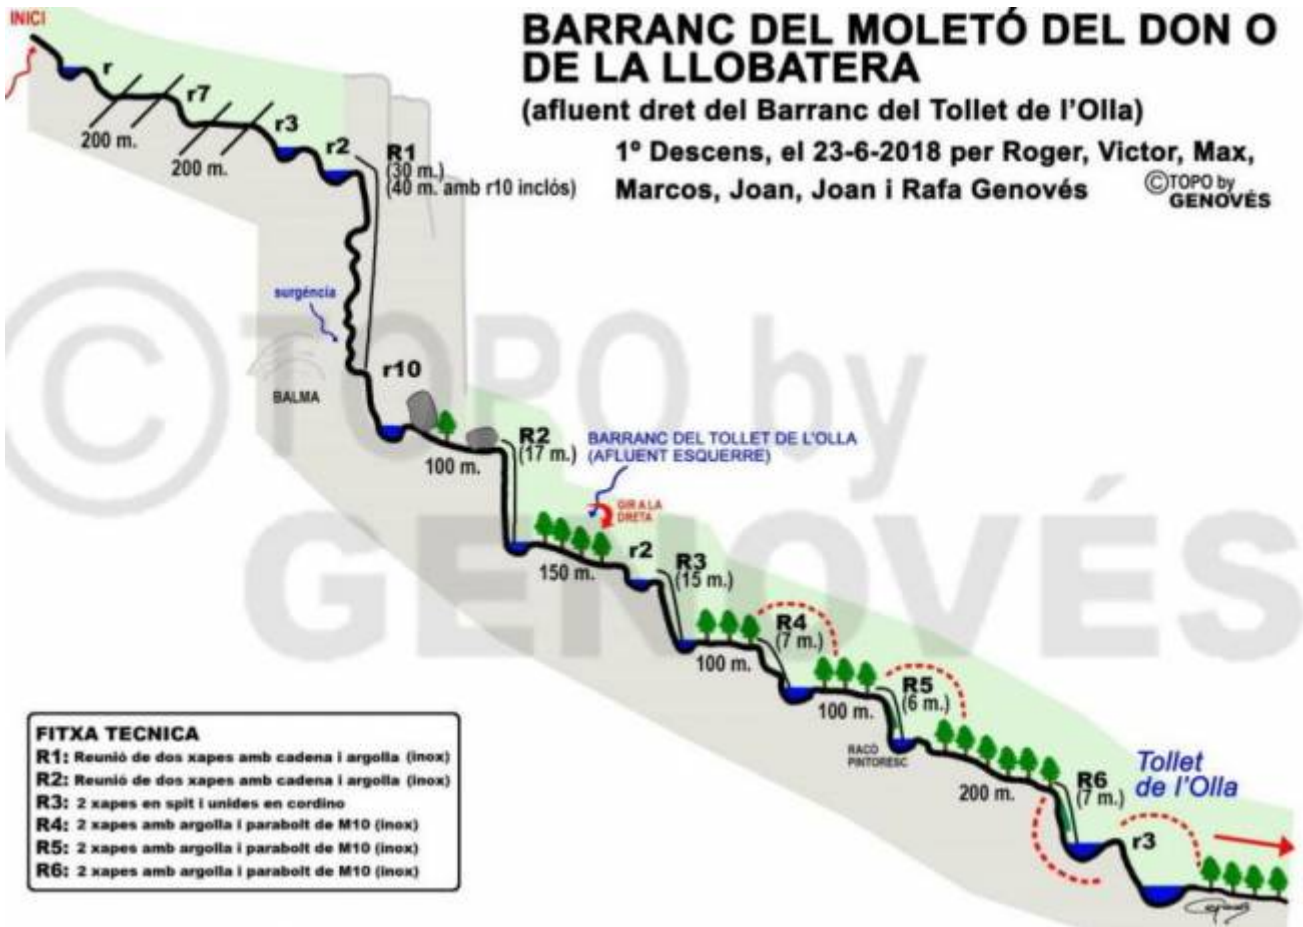 INICI
BARRANC DEL MOLETÓ DEL DON O
DE LA LLOBATERA
(afluent dret del Barranc del Tollet de l'Olla)
1º Descens, el 23-6-2018 per Roger, Victor, Max,
Marcos, Joan, Joan i Rafa Genovés
©TOPO by
GENOVÉS
r
r7
r3
r2
200 m.
200 m.
R1
(30 m.)
(40 m. amb r10 inclós)
surgéncia
BALMA
r10
100 m.
R2
(17 m.)
BARRANC DEL TOLLET DE L'OLLA
(AFLUENT ESQUERRE)
GIR A LA
DRETA
150 m.
r2
R3
(15 m.)
100 m.
R4
(7 m.)
100 m.
R5
(6 m.)
RACÓ
PINTORESC
200 m.
R6
(7 m.)
Tollet
de l'Olla
r3
© TOPO by
GENOVÉS
FITXA TECNICA
R1: Reunió de dos xapes amb cadena i argolla (inox)
R2: Reunió de dos xapes amb cadena i argolla (inox)
R3: 2 xapes en spit i unides en cordino
R4: 2 xapes amb argolla i parabolt de M10 (inox)
R5: 2 xapes amb argolla i parabolt de M10 (inox)
R6: 2 xapes amb argolla i parabolt de M10 (inox)